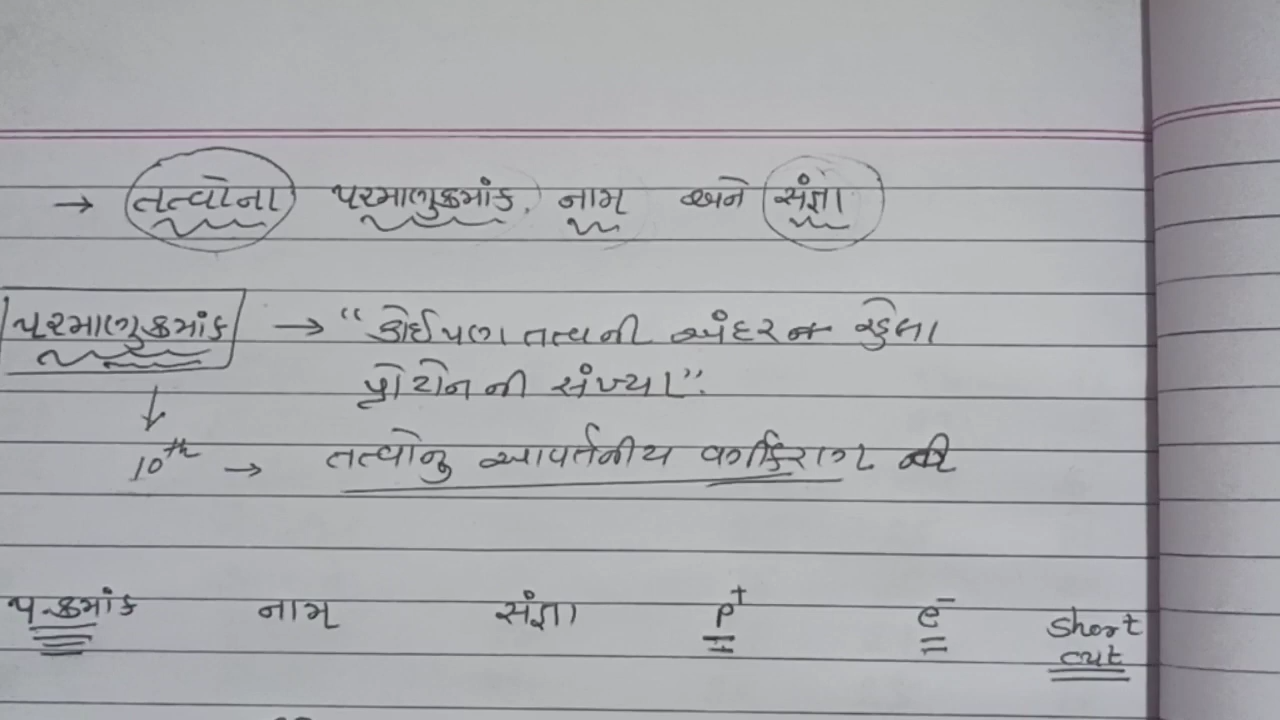 → તત્વોના પરમાણુક્રમાંક, નામ અને સંજ્ઞા
પરમાણુક્રમાંક → “કોઈપણ તત્વની અંદર રહેલા
પ્રોટોનની સંખ્યા”.
10th → તત્વોનુ આવર્તનીય વર્ગીકરણ
પ.ક્રમાંક નામ સંજ્ઞા p+ e- short
cut